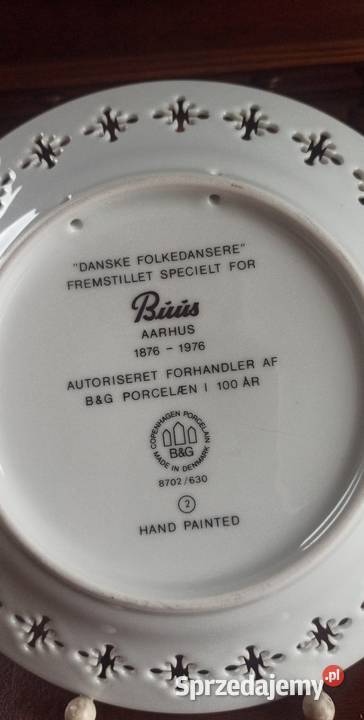 "DANSKE FOLKEDANSERE"
FREMSTILLET SPECIELT FOR
Buus
AARHUS
1876 - 1976
AUTORISERET FORHANDLER AF
B&G PORCELÆN I 100 ÅR
COPENHAGEN PORCELAIN
B&G
MADE IN DENMARK
8702/630
2
HAND PAINTED
Sprzedajemy.pl